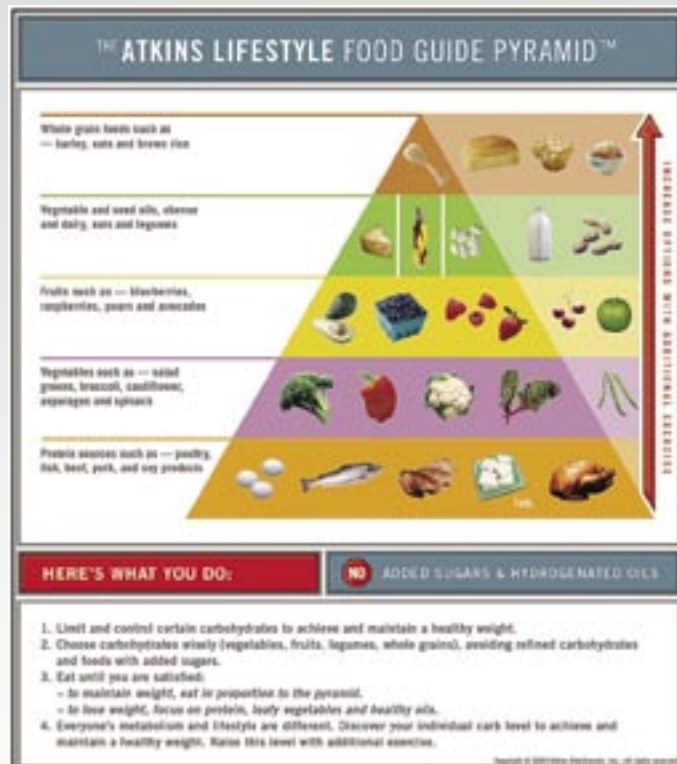 THE ATKINS LIFESTYLE FOOD GUIDE PYRAMID™
Whole grain foods such as
— barley, oats and brown rice
Vegetable and seed oils, cheese
and dairy, nuts and legumes
Fruits such as — blueberries,
raspberries, pears and avocados
Vegetables such as — salad
greens, broccoli, cauliflower,
asparagus and spinach
Protein sources such as — poultry,
fish, beef, pork, and soy products
INCREASE OPTIONS WITH ADDITIONAL EXERCISE
HERE'S WHAT YOU DO:
NO ADDED SUGARS & HYDROGENATED OILS
1. Limit and control certain carbohydrates to achieve and maintain a healthy weight.
2. Choose carbohydrates wisely (vegetables, fruits, legumes, whole grains), avoiding refined carbohydrates
and foods with added sugars.
3. Eat until you are satisfied:
– to maintain weight, eat in proportion to the pyramid.
– to lose weight, focus on protein, leafy vegetables and healthy oils.
4. Everyone's metabolism and lifestyle are different. Discover your individual carb level to achieve and
maintain a healthy weight. Raise this level with additional exercise.